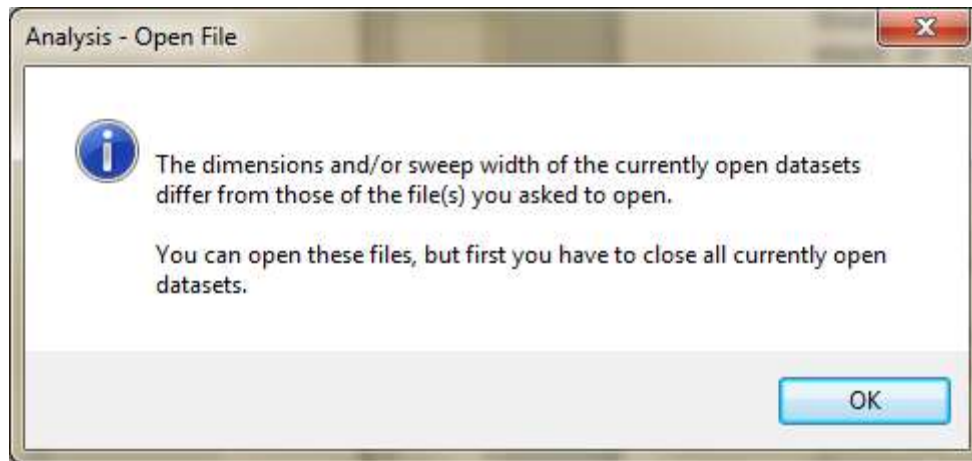 Analysis - Open File
The dimensions and/or sweep width of the currently open datasets
differ from those of the file(s) you asked to open.
You can open these files, but first you have to close all currently open
datasets.
OK